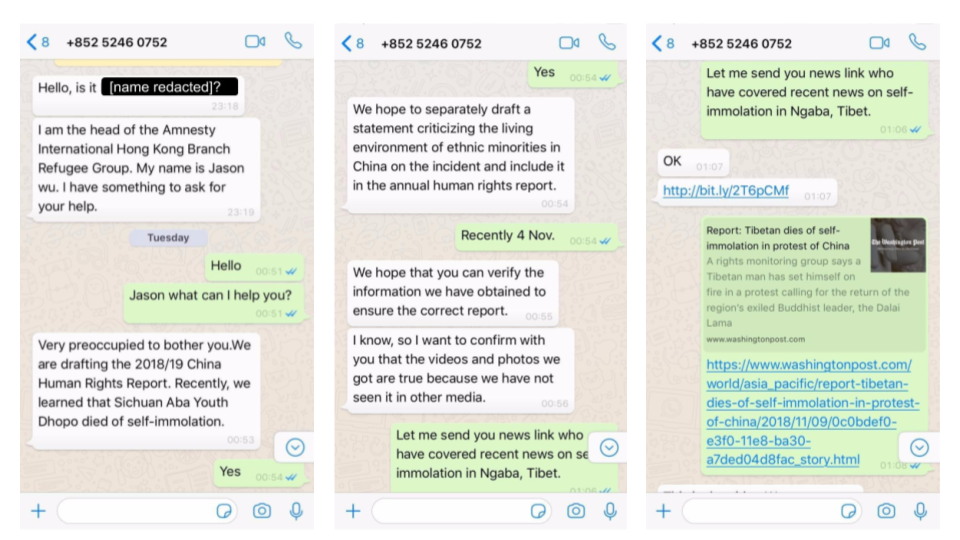 8 +852 5246 0752
Hello, is it [name redacted]?
23:18
I am the head of the Amnesty
International Hong Kong Branch
Refugee Group. My name is Jason
wu. I have something to ask for
your help.
23:19
Tuesday
Hello 00:51
Jason what can I help you?
00:51
Very preoccupied to bother you.We
are drafting the 2018/19 China
Human Rights Report. Recently, we
learned that Sichuan Aba Youth
Dhopo died of self-immolation.
00:53
Yes 00:54
8 +852 5246 0752
Yes 00:54
We hope to separately draft a
statement criticizing the living
environment of ethnic minorities in
China on the incident and include it
in the annual human rights report.
00:54
Recently 4 Nov. 00:54
We hope that you can verify the
information we have obtained to
ensure the correct report. 00:55
I know, so I want to confirm with
you that the videos and photos we
got are true because we have not
seen it in other media. 00:56
Let me send you news link who
have covered recent news on se
immolation in Ngaba, Tibet.
8 +852 5246 0752
Let me send you news link who
have covered recent news on self-
immolation in Ngaba, Tibet.
01:06
OK 01:07
http://bit.ly/2T6pCMf 01:07
Report: Tibetan dies of self-
immolation in protest of China
The Washington Post
A rights monitoring group says a
Tibetan man has set himself on
fire in a protest calling for the return of the
region's exiled Buddhist leader, the Dalai
Lama
www.washingtonpost.com
https://www.washingtonpost.com/
world/asia_pacific/report-tibetan-
dies-of-self-immolation-in-protest-
of-china/2018/11/09/0c0bdef0-
e3f0-11e8-ba30-
a7ded04d8fac_story.html 01:08